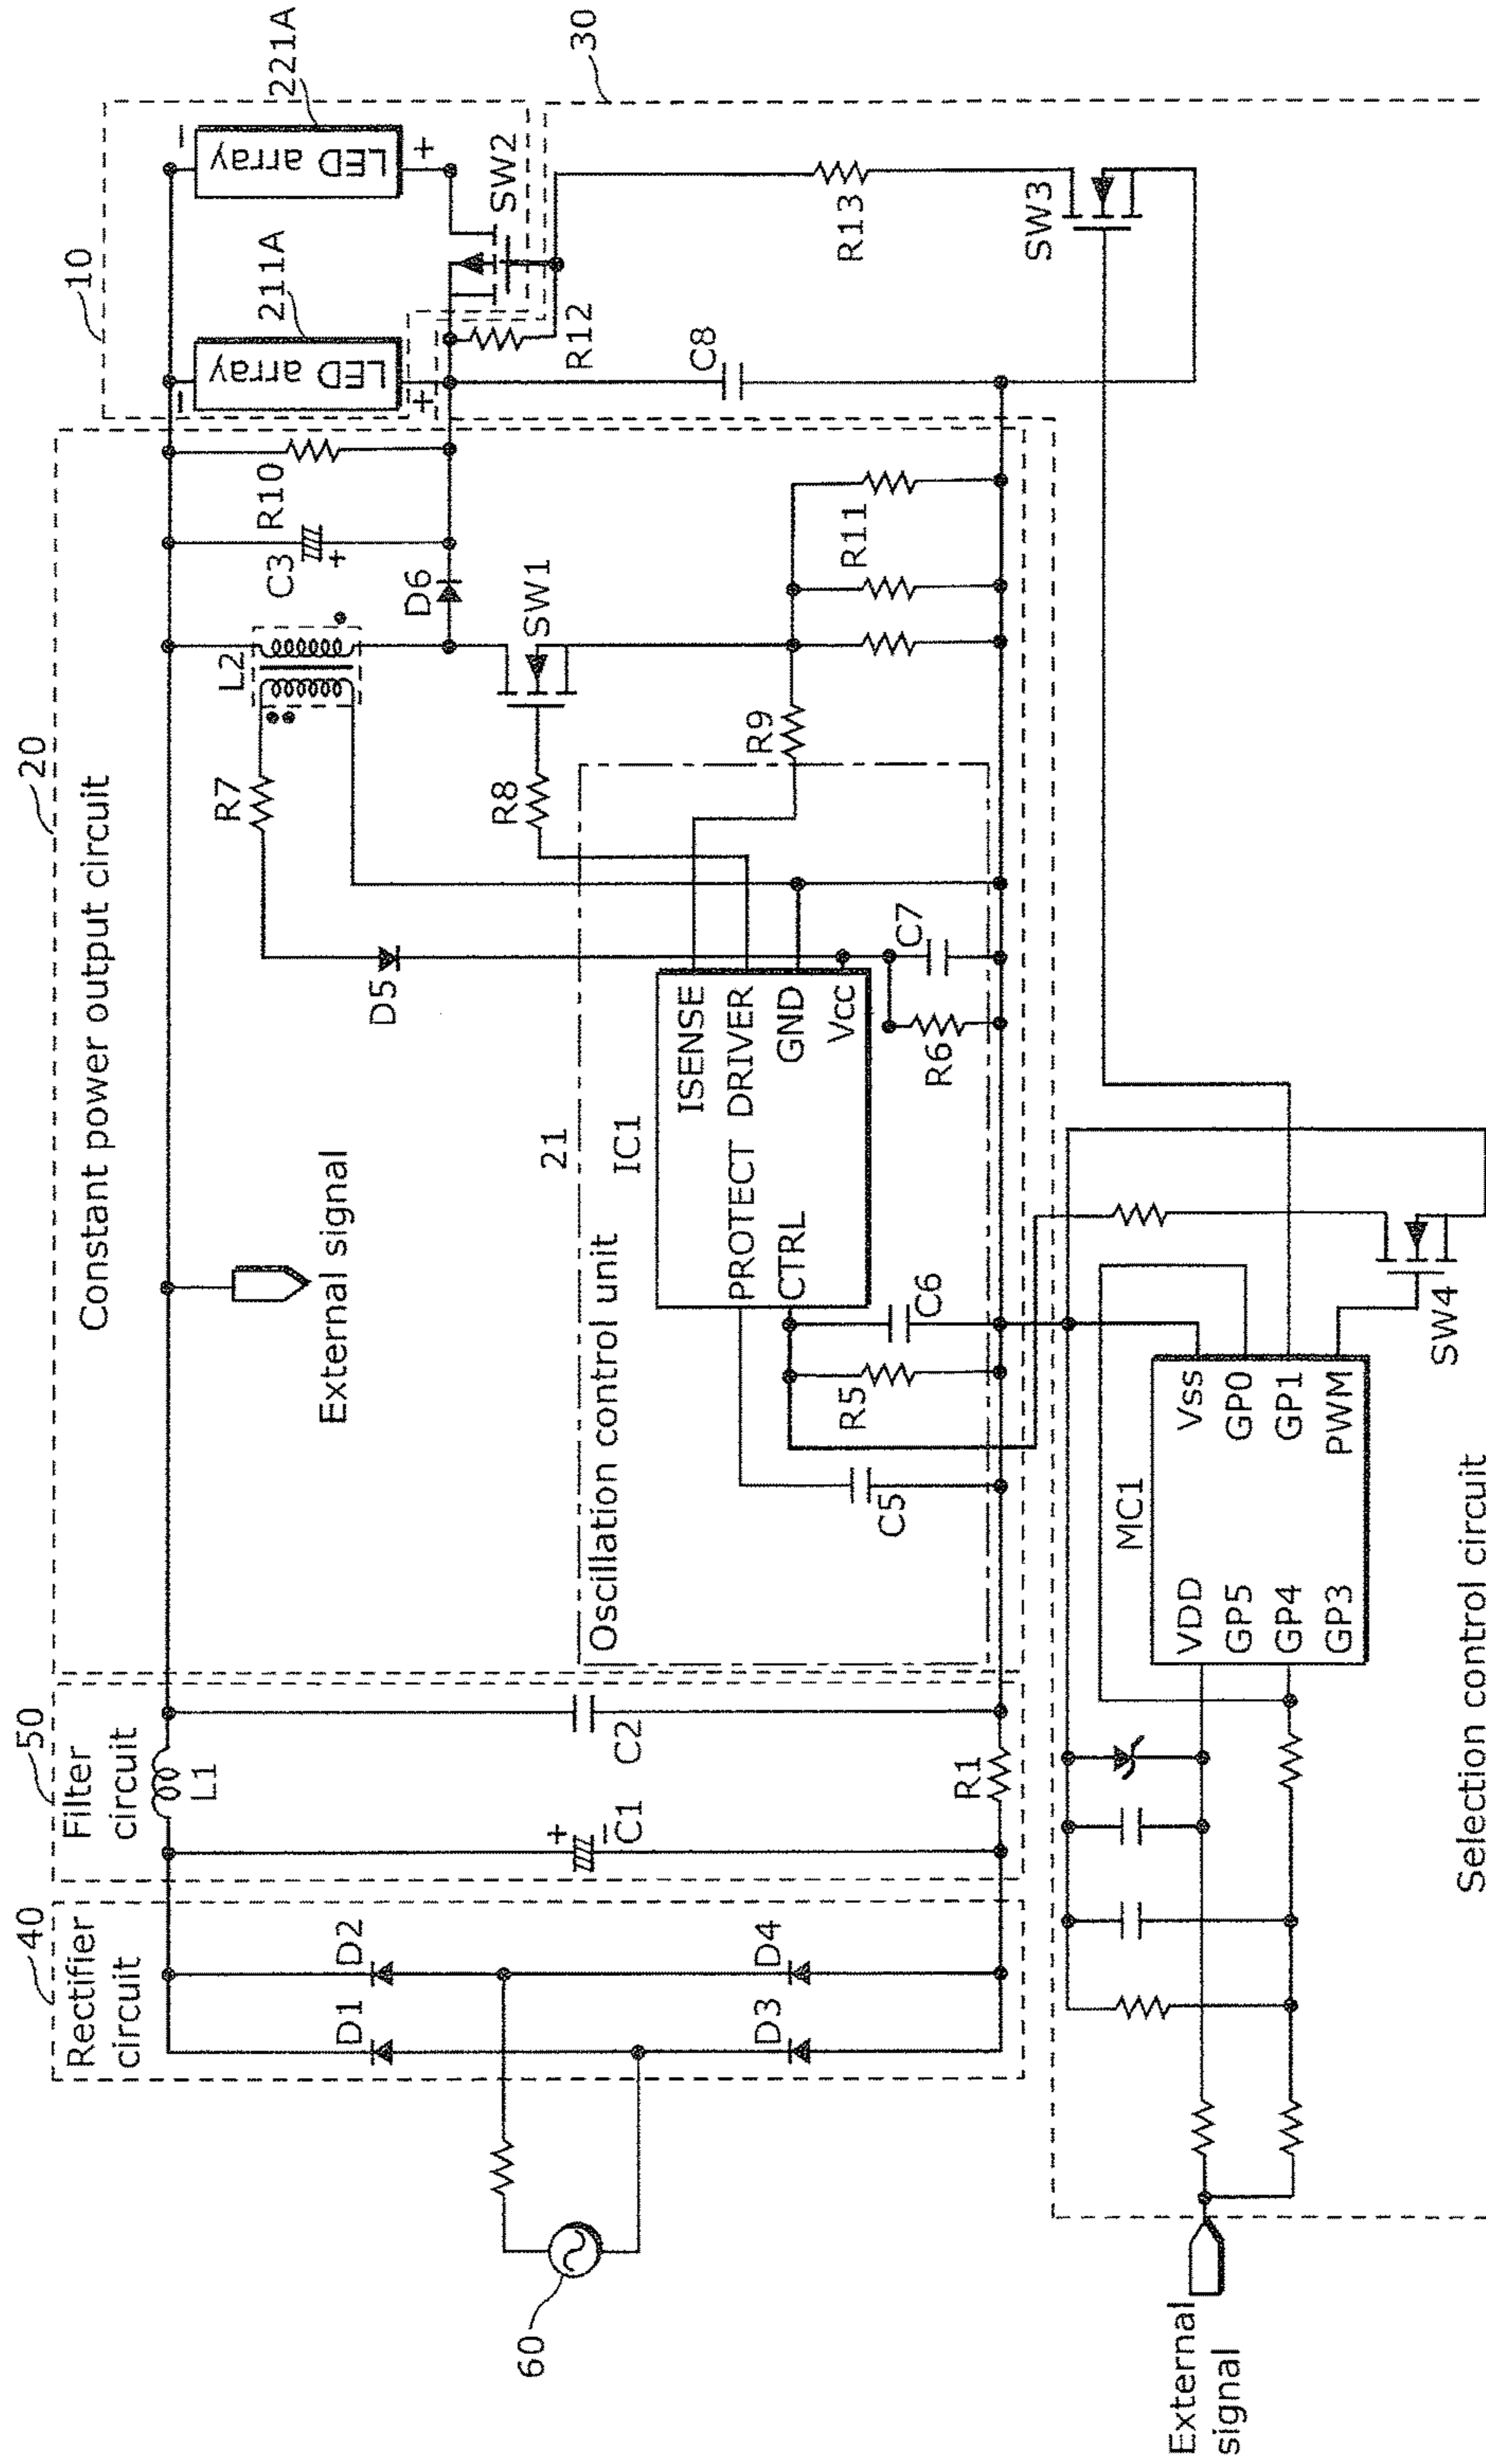 40
Rectifier
circuit
D1
D2
D3
D4
60
50
Filter
circuit
L1
+
−
C1
C2
R1
20
Constant power output circuit
External signal
Oscillation control unit
21
IC1
PROTECT
CTRL
ISENSE
DRIVER
GND
Vcc
C5
R5
C6
R6
C7
D5
R7
L2
R8
R9
SW1
D6
C3
+
R10
R11
10
211A
−
LED array
+
221A
−
LED array
+
SW2
R12
C8
30
R13
SW3
External
signal
MC1
VDD
GP5
GP4
GP3
Vss
GP0
GP1
PWM
SW4
Selection control circuit